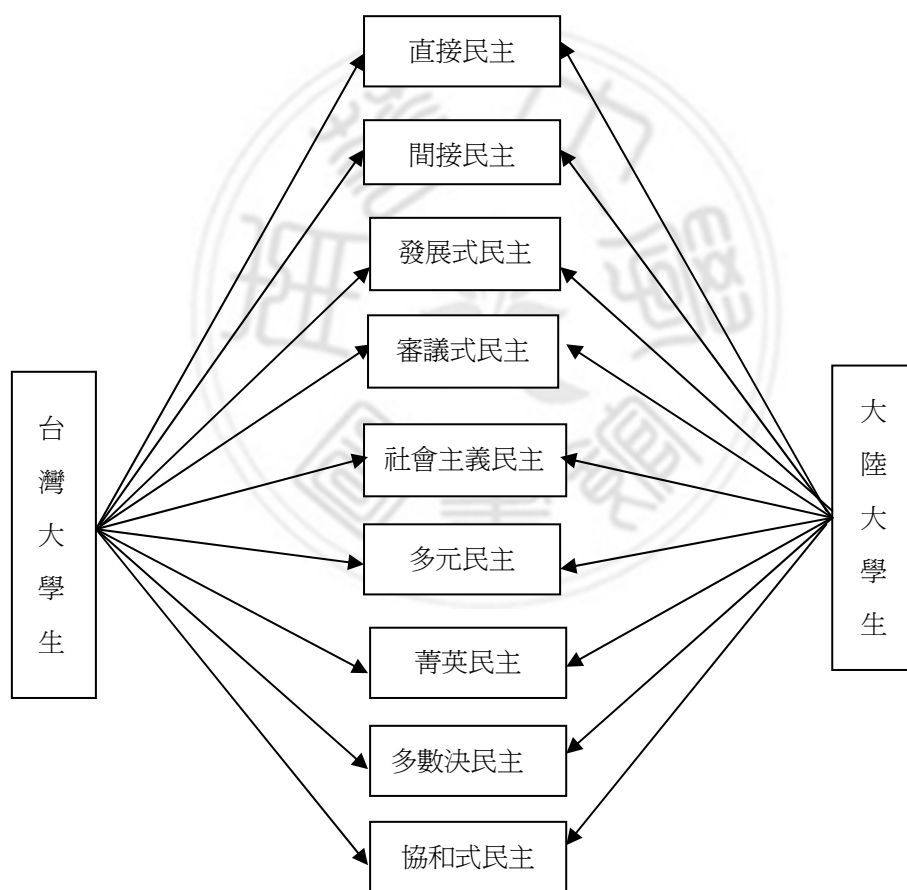 直接民主
間接民主
發展式民主
審議式民主
社會主義民主
多元民主
菁英民主
多數決民主
協和式民主
台灣大學生
大陸大學生